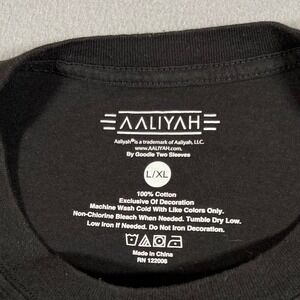 AALIYAH
Aaliyah® is a trademark of Aaliyah, LLC.
www.AALIYAH.com.
By Goodie Two Sleeves
L/XL
100% Cotton
Exclusive Of Decoration
Machine Wash Cold With Like Colors Only.
Non-Chlorine Bleach When Needed. Tumble Dry Low.
Low Iron If Needed. Do Not Iron Decoration.
Made in China
RN 122008